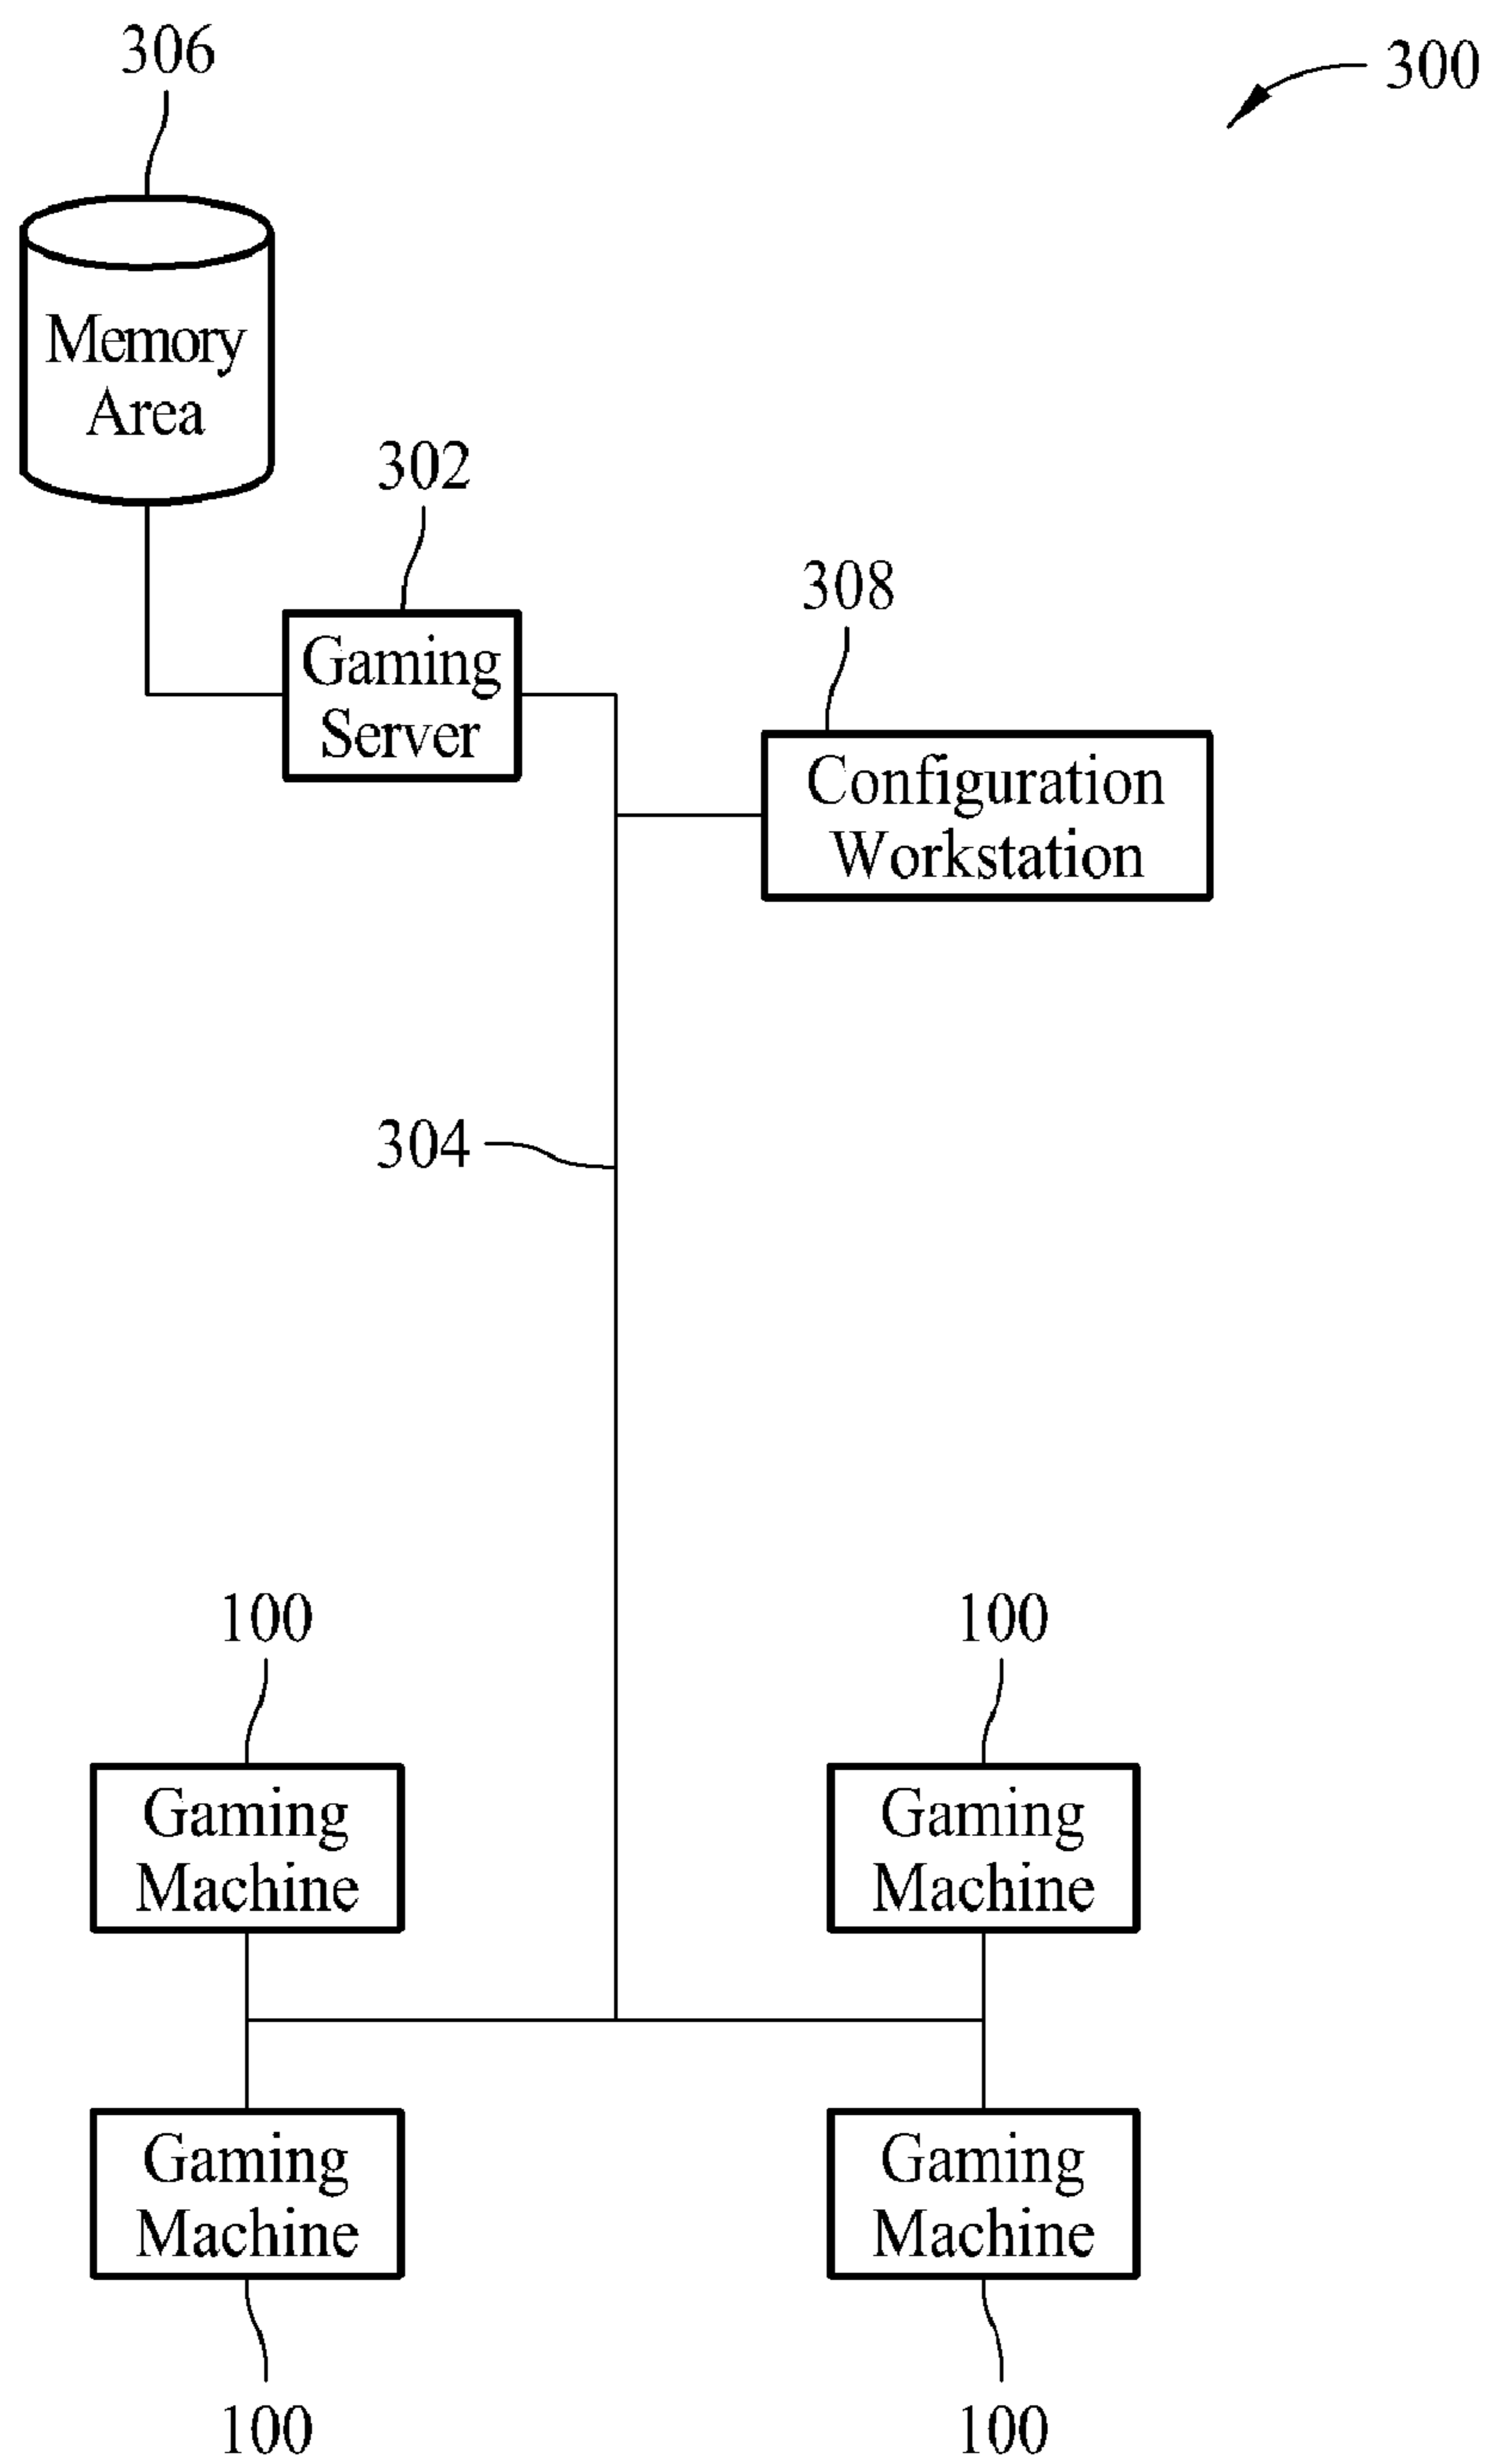 306
300
Memory
Area
302
Gaming
Server
308
Configuration
Workstation
304
100
100
Gaming
Machine
Gaming
Machine
Gaming
Machine
Gaming
Machine
100
100